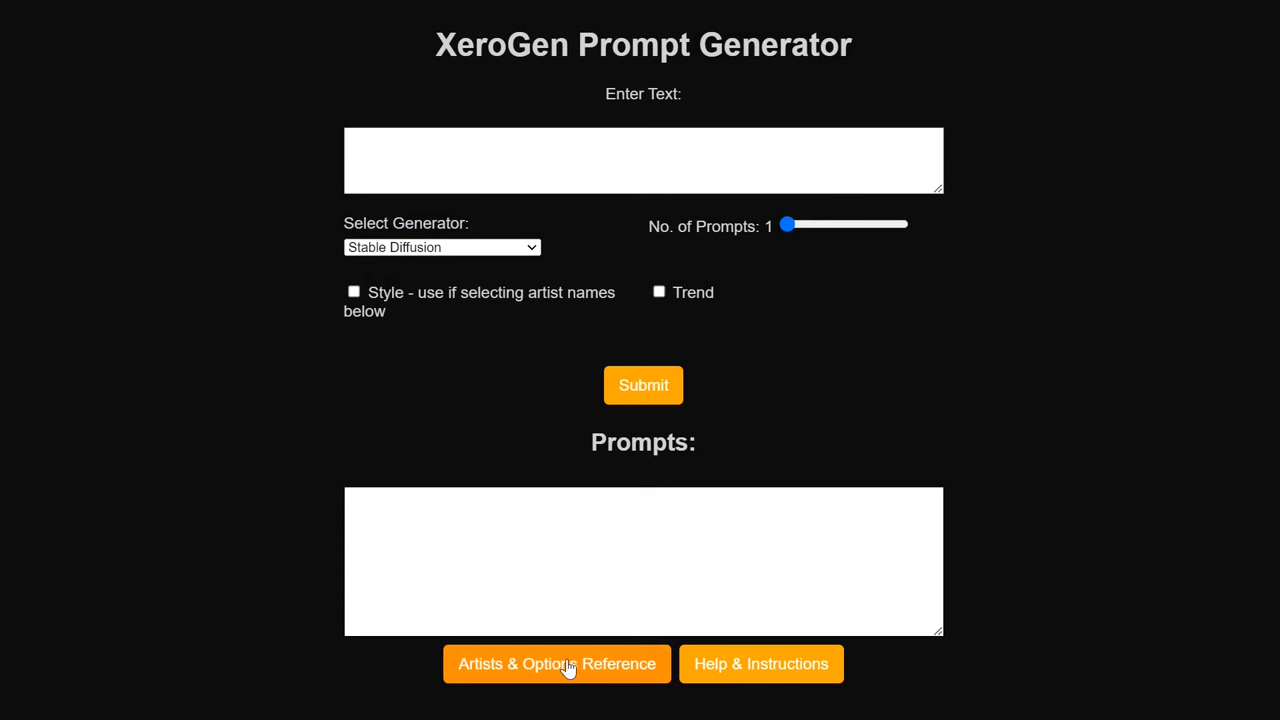 XeroGen Prompt Generator
Enter Text:
Select Generator:
No. of Prompts: 1
Stable Diffusion
Style - use if selecting artist names
below
Trend
Submit
Prompts:
Artists & Options Reference
Help & Instructions